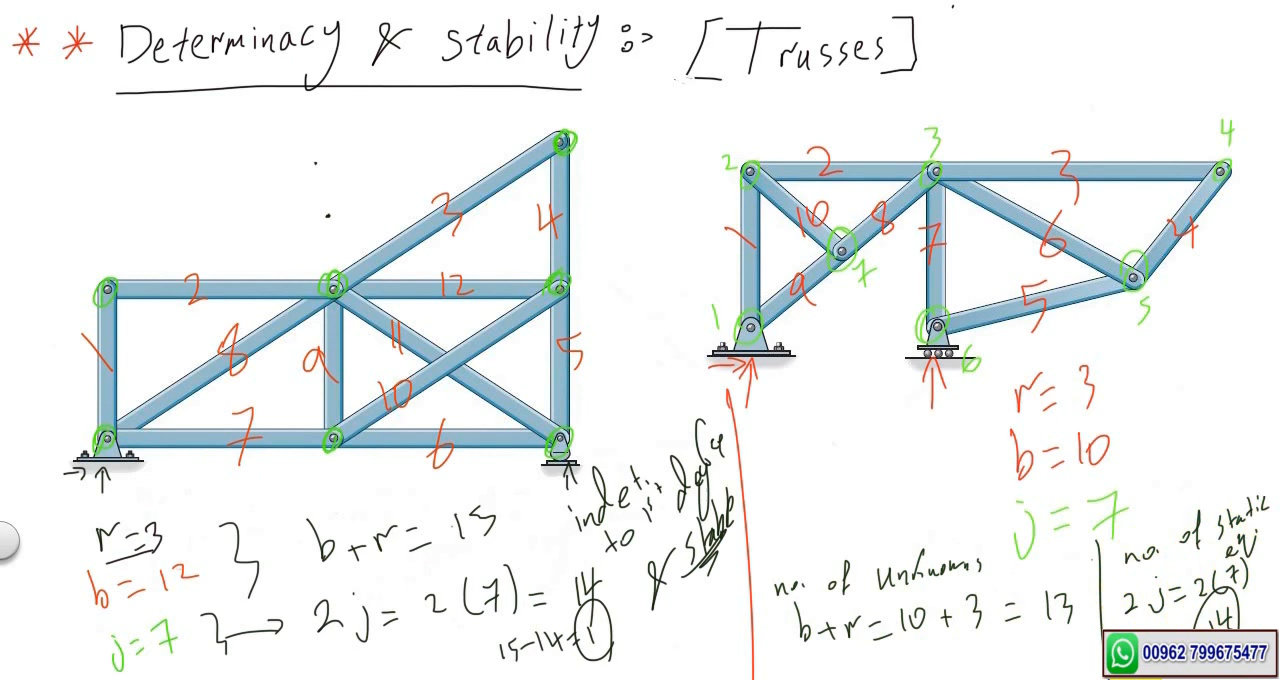 ** Determinacy & stability :> [Trusses]
1
2
3
4
5
6
7
8
9
10
11
12
r=3
b=12
j=7
b+r=15
2j=2(7)=14
15-14=1
indet. to 1st degree
& stable
1
2
3
4
5
6
7
1
2
3
4
5
6
7
8
9
10
r=3
b=10
j=7
no. of unknowns
b+r=10+3=13
no. of static eq
2j=2(7)
14
00962 799675477